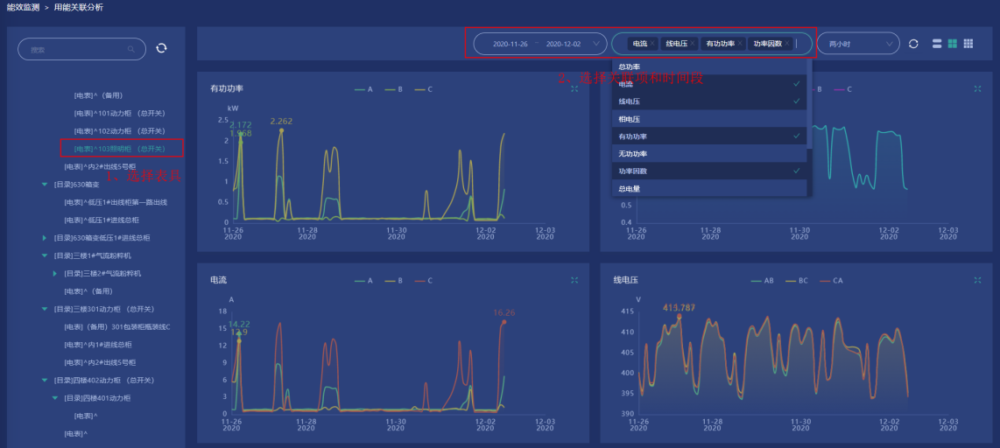 能效监测 > 用能关联分析
搜索
2020-11-26 ~ 2020-12-02
电流× 线电压× 有功功率× 功率因数×
两小时
[电表]^（备用）
[电表]^101动力柜 （总开关）
[电表]^102动力柜 （总开关）
[电表]^103照明柜 （总开关）
[电表]^内2#出线5号柜
1、选择表具
[目录]630箱变
[电表]^低压1#出线柜第一路出线
[电表]^低压1#进线总柜
[目录]630箱变低压1#进线总柜
[目录]三楼1#气流粉粹机
[目录]三楼2#气流粉粹机
[电表]^（备用）
[目录]三楼301动力柜 （总开关）
[电表]（备用）301包装柜瓶装线C
[电表]^内1#进线总柜
[电表]^内2#出线5号柜
[目录]四楼402动力柜 （总开关）
[目录]四楼401动力柜
[电表]^
[电表]^
有功功率
A B C
kW
2.5
2
1.5
1
0.5
0
2.172
1.968
2.262
11-26
2020
11-28
2020
11-30
2020
12-02
2020
12-03
2020
总功率
电流
线电压
相电压
有功功率
无功功率
功率因数
总电量
2、选择关联项和时间段
B C
0.5
0.4
11-26
2020
11-28
2020
11-30
2020
12-02
2020
12-03
2020
电流
A B C
A
18
15
12
9
6
3
0
14.22
16.26
11-26
2020
11-28
2020
11-30
2020
12-02
2020
12-03
2020
线电压
AB BC CA
V
415
410
405
400
395
390
11-26
2020
11-28
2020
11-30
2020
12-02
2020
12-03
2020